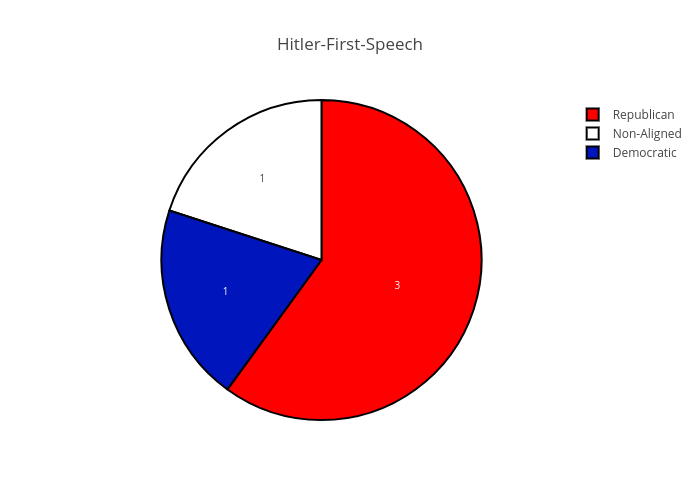 Hitler-First-Speech
Republican
Non-Aligned
Democratic
1
3
1